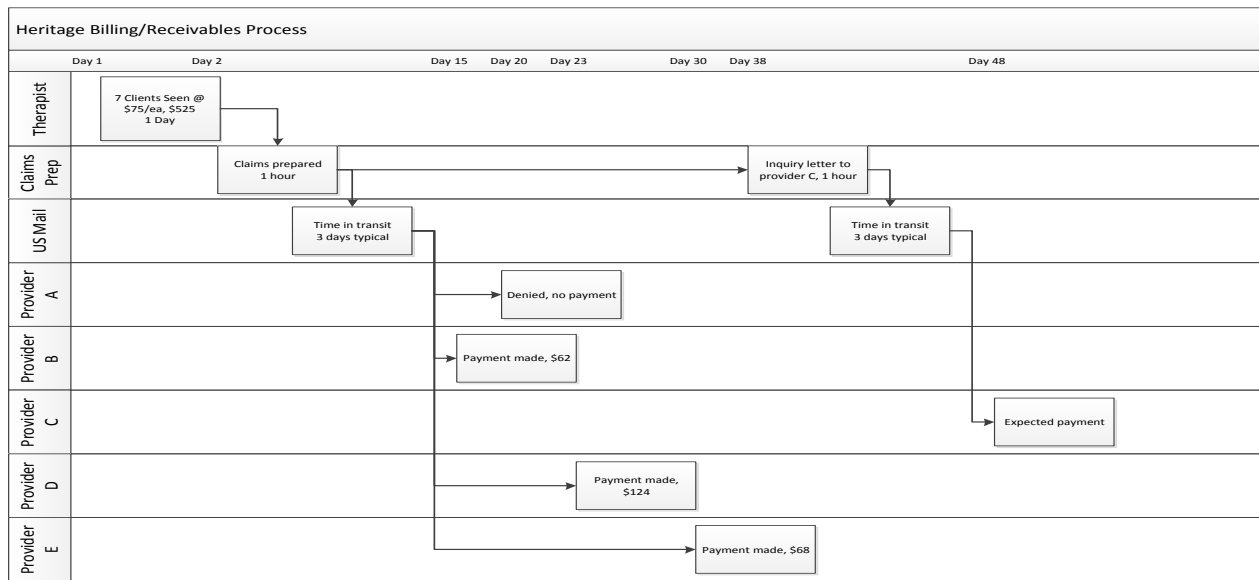 Heritage Billing/Receivables Process
Day 1
Day 2
Day 15
Day 20
Day 23
Day 30
Day 38
Day 48
Therapist
7 Clients Seen @
$75/ea, $525
1 Day
Claims
Prep
Claims prepared
1 hour
Inquiry letter to
provider C, 1 hour
US Mail
Time in transit
3 days typical
Time in transit
3 days typical
Provider
A
Denied, no payment
Provider
B
Payment made, $62
Provider
C
Expected payment
Provider
D
Payment made,
$124
Provider
E
Payment made, $68